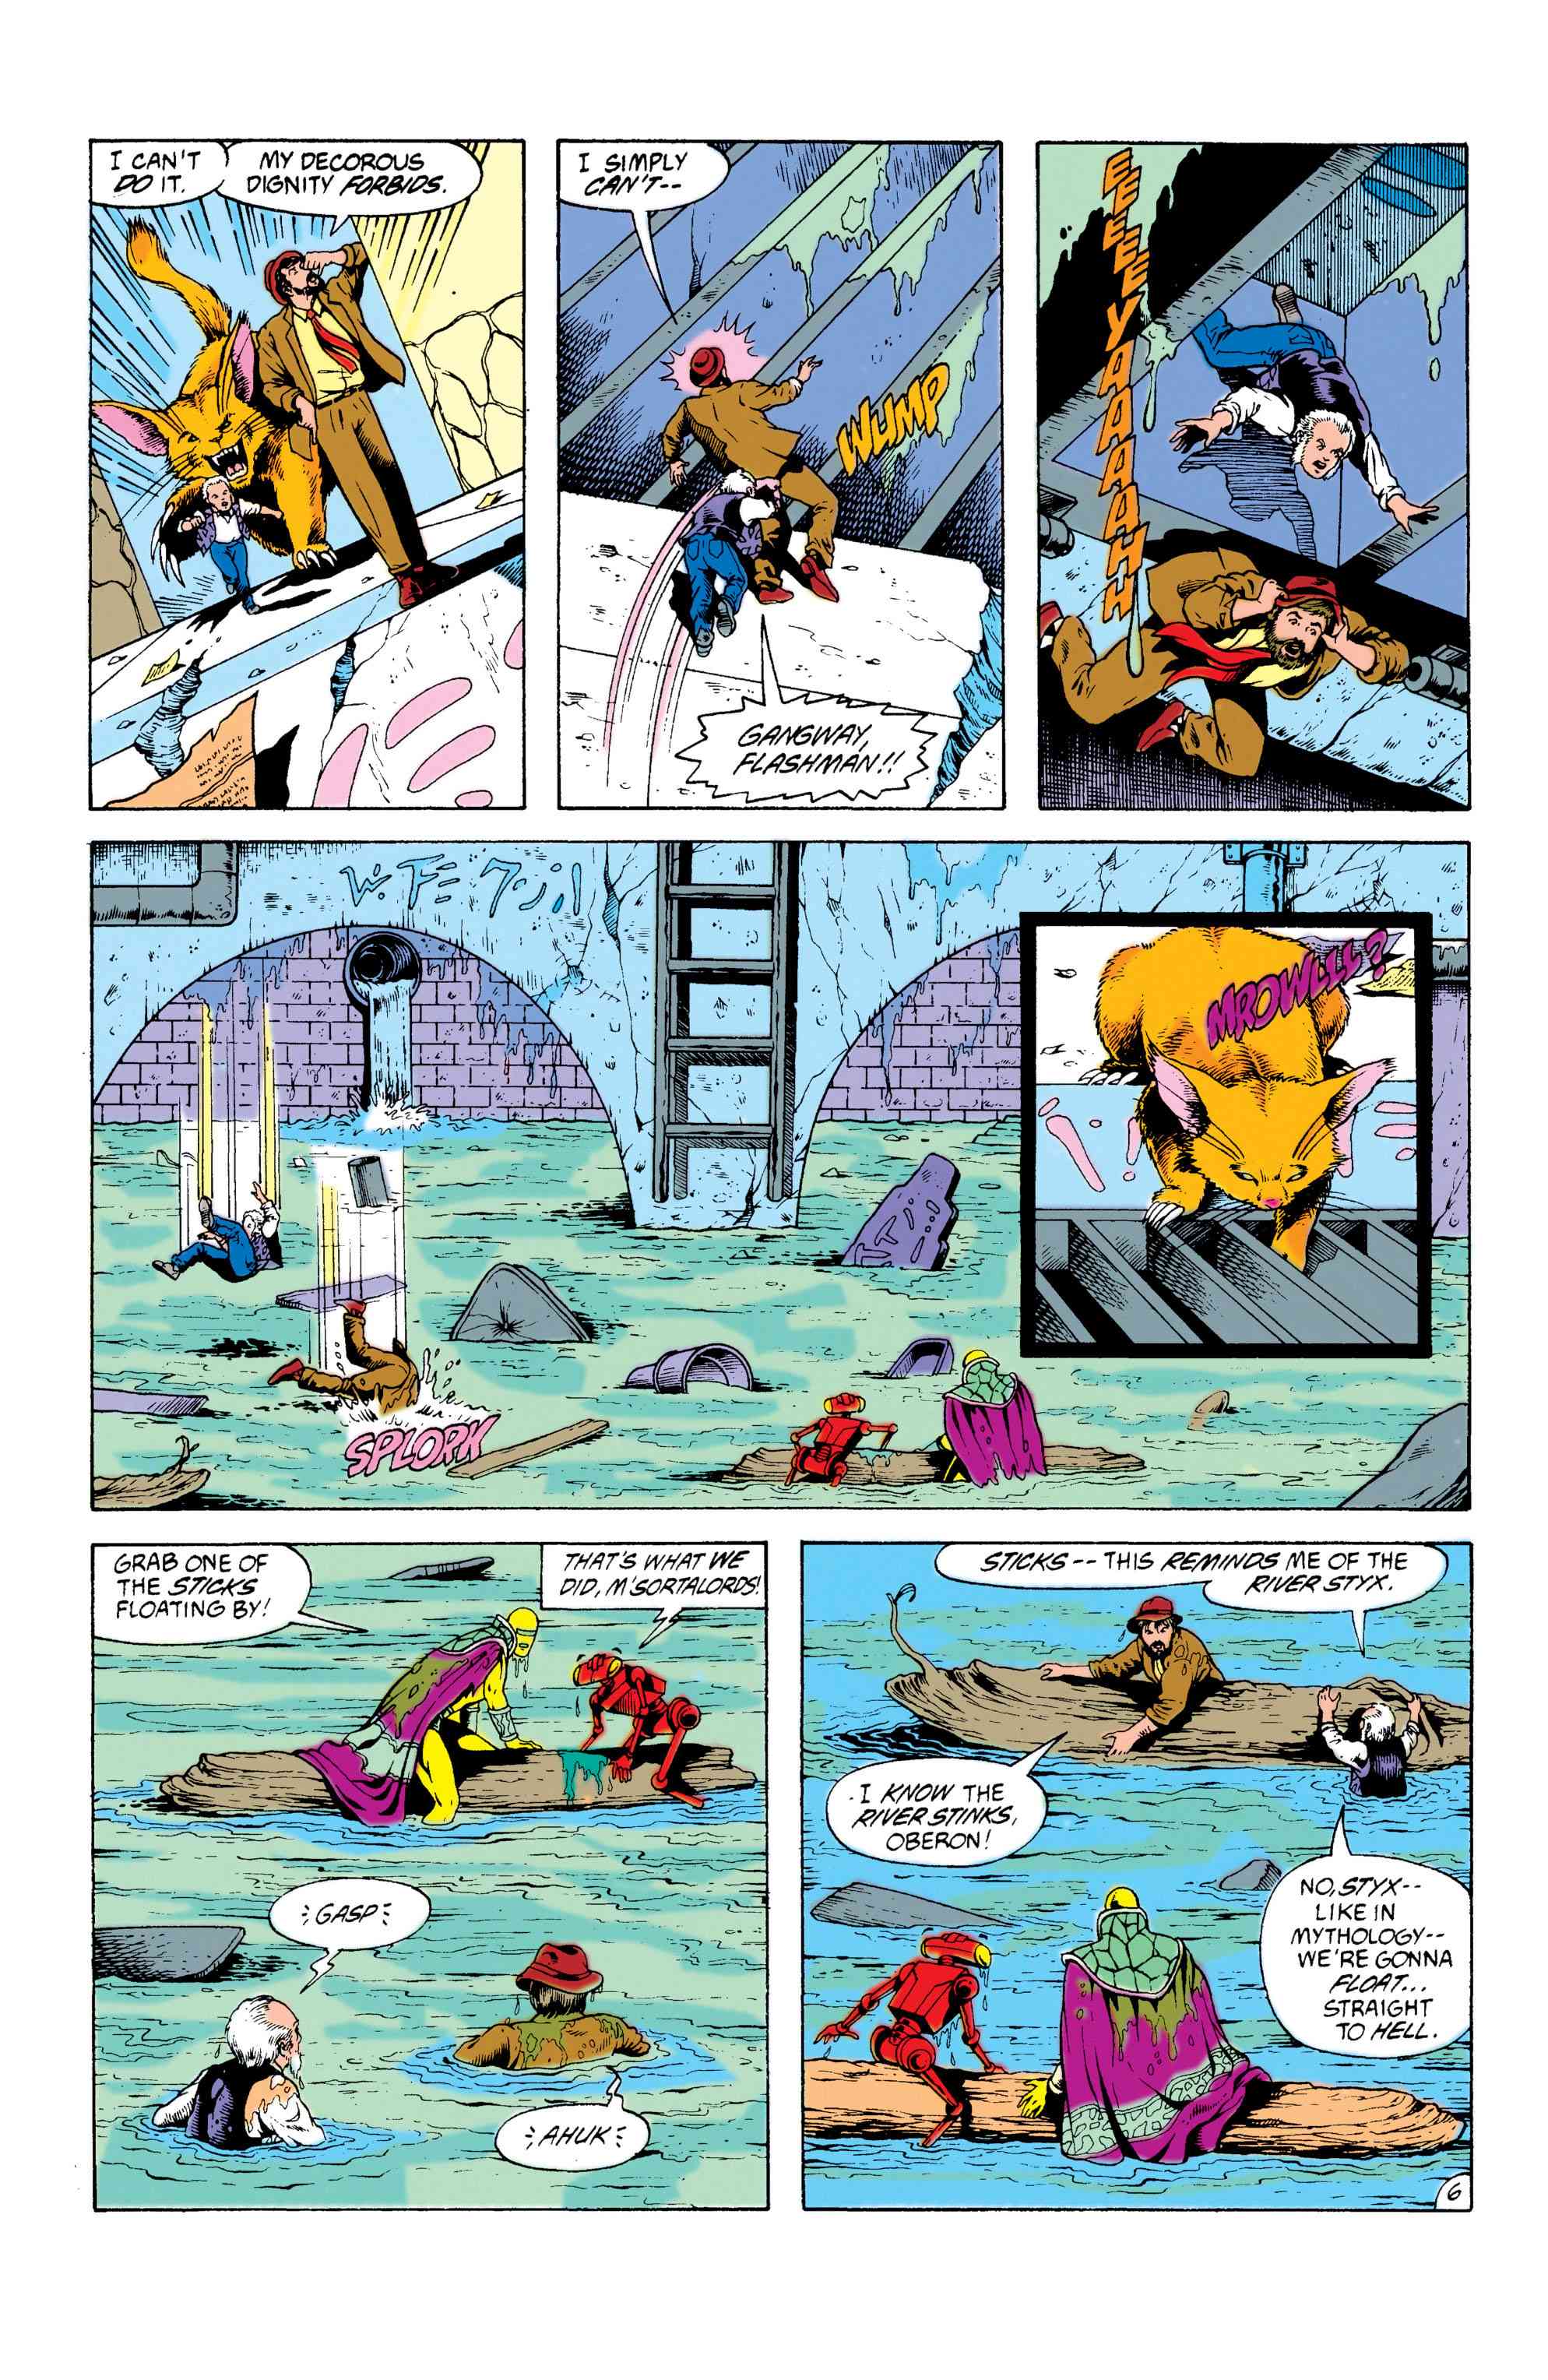 I CAN'T
DO IT.
MY DECOROUS
DIGNITY FORBIDS.
I SIMPLY
CAN'T--
WUMP
GANGWAY,
FLASHMAN!!
EEEEEEYAAAAAHH
MROWLLL?
SPLORK
GRAB ONE OF
THE STICKS
FLOATING BY!
THAT'S WHAT WE
DID, M'SORTALORDS!
GASP
AHUK
STICKS -- THIS REMINDS ME OF THE
RIVER STYX.
I KNOW THE
RIVER STINKS,
OBERON!
NO, STYX--
LIKE IN
MYTHOLOGY--
WE'RE GONNA
FLOAT...
STRAIGHT
TO HELL.
6